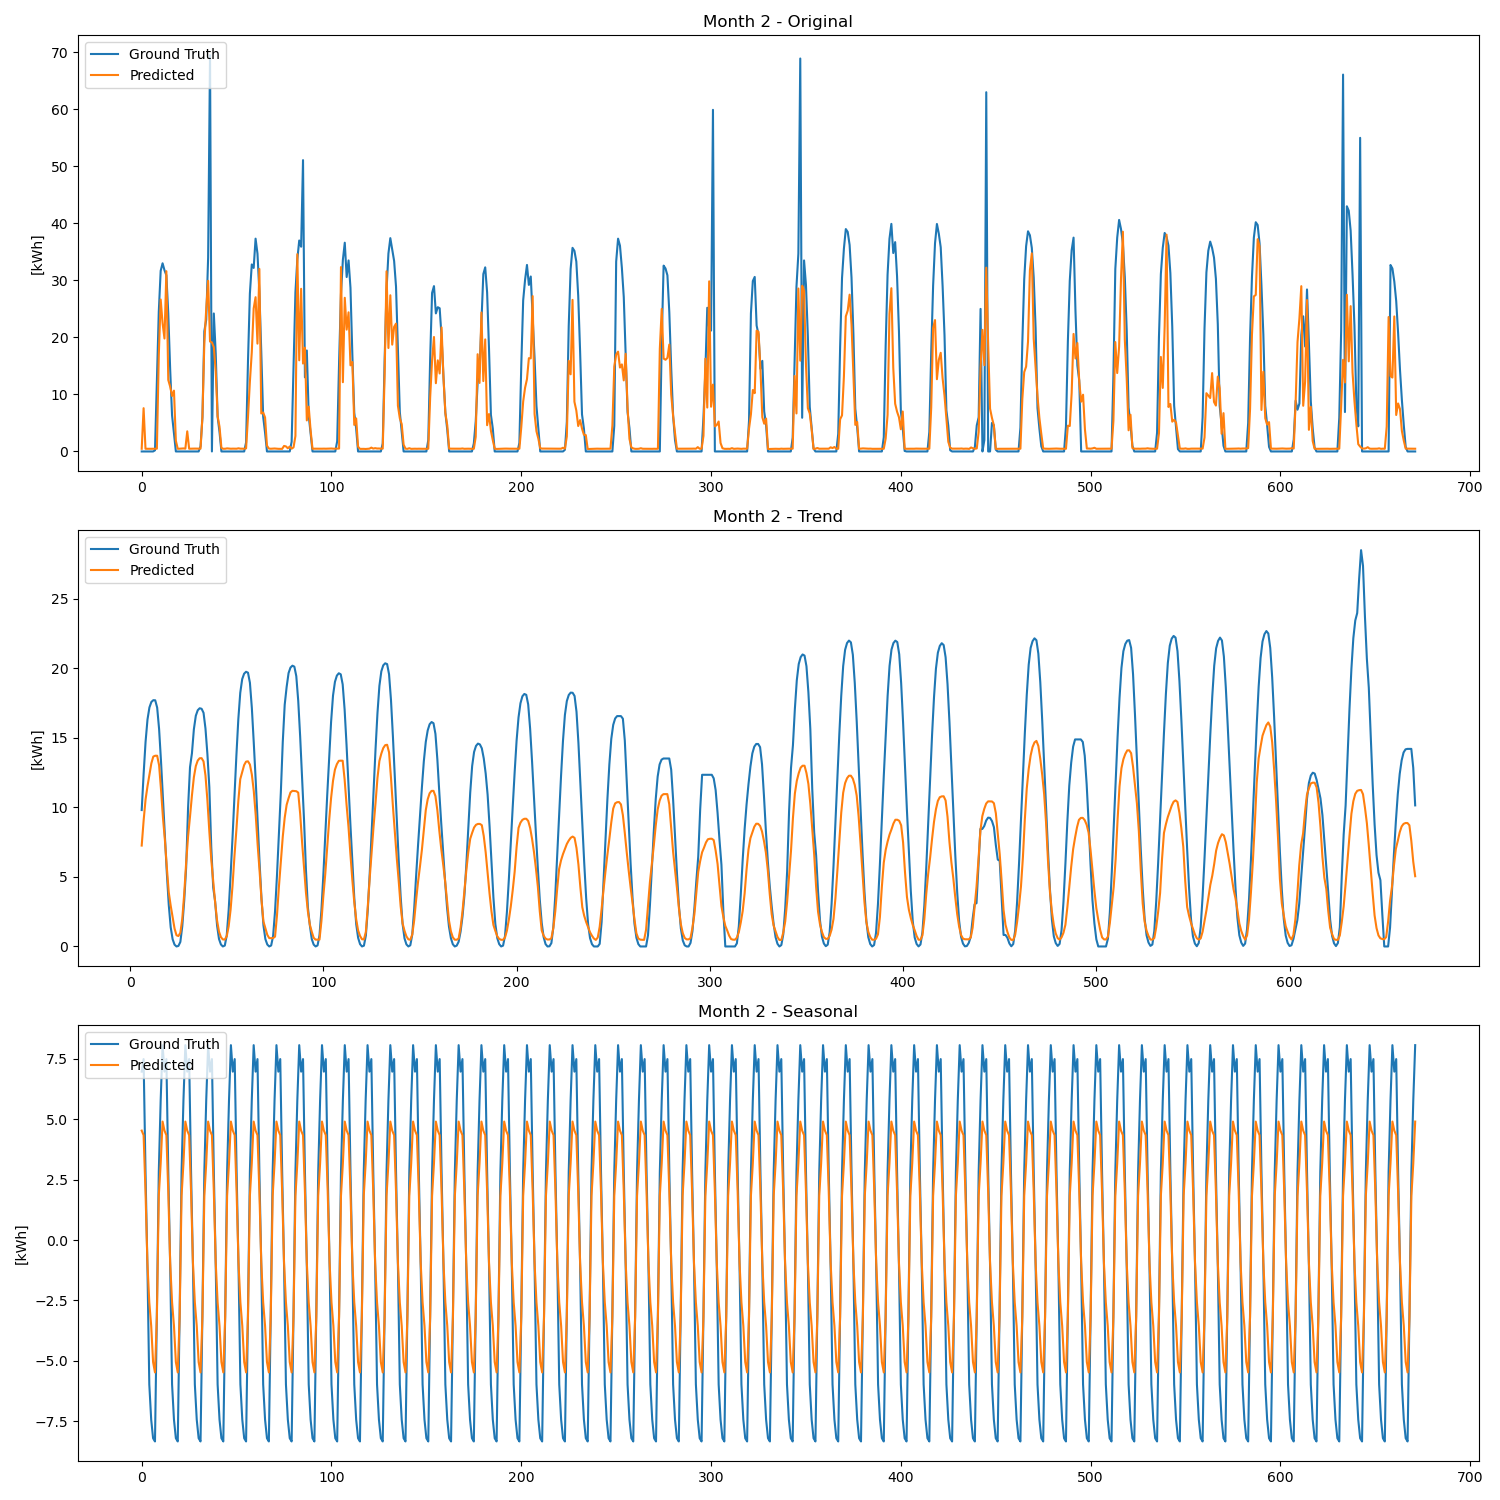 Month 2 - Original
Ground Truth
Predicted
[kWh]
70
60
50
40
30
20
10
0
0 100 200 300 400 500 600 700
Month 2 - Trend
Ground Truth
Predicted
[kWh]
25
20
15
10
5
0
0 100 200 300 400 500 600
Month 2 - Seasonal
Ground Truth
Predicted
[kWh]
7.5
5.0
2.5
0.0
−2.5
−5.0
−7.5
0 100 200 300 400 500 600 700